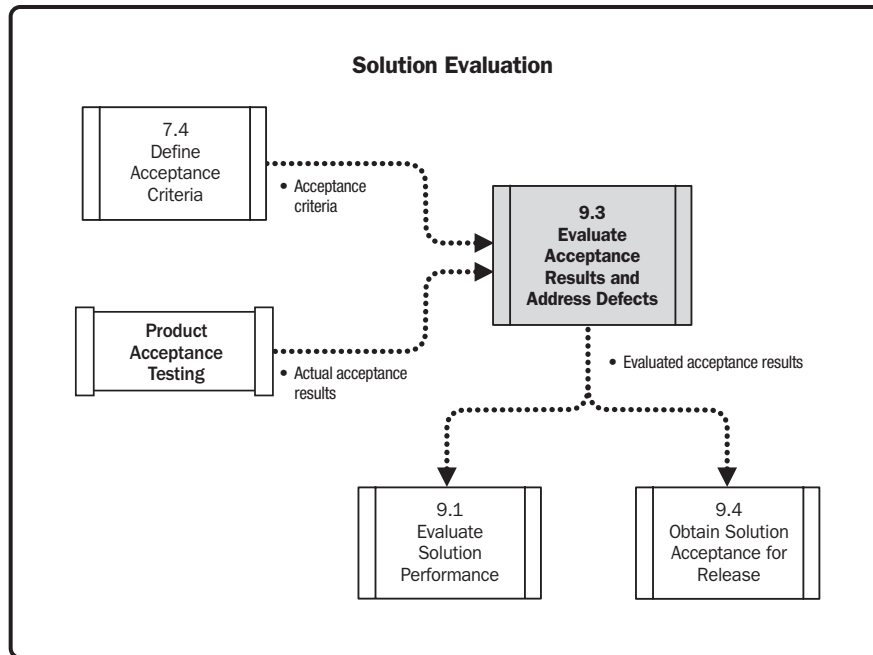 Solution Evaluation
7.4
Define
Acceptance
Criteria
• Acceptance
criteria
9.3
Evaluate
Acceptance
Results and
Address Defects
Product
Acceptance
Testing
• Actual acceptance
results
• Evaluated acceptance results
9.1
Evaluate
Solution
Performance
9.4
Obtain Solution
Acceptance for
Release